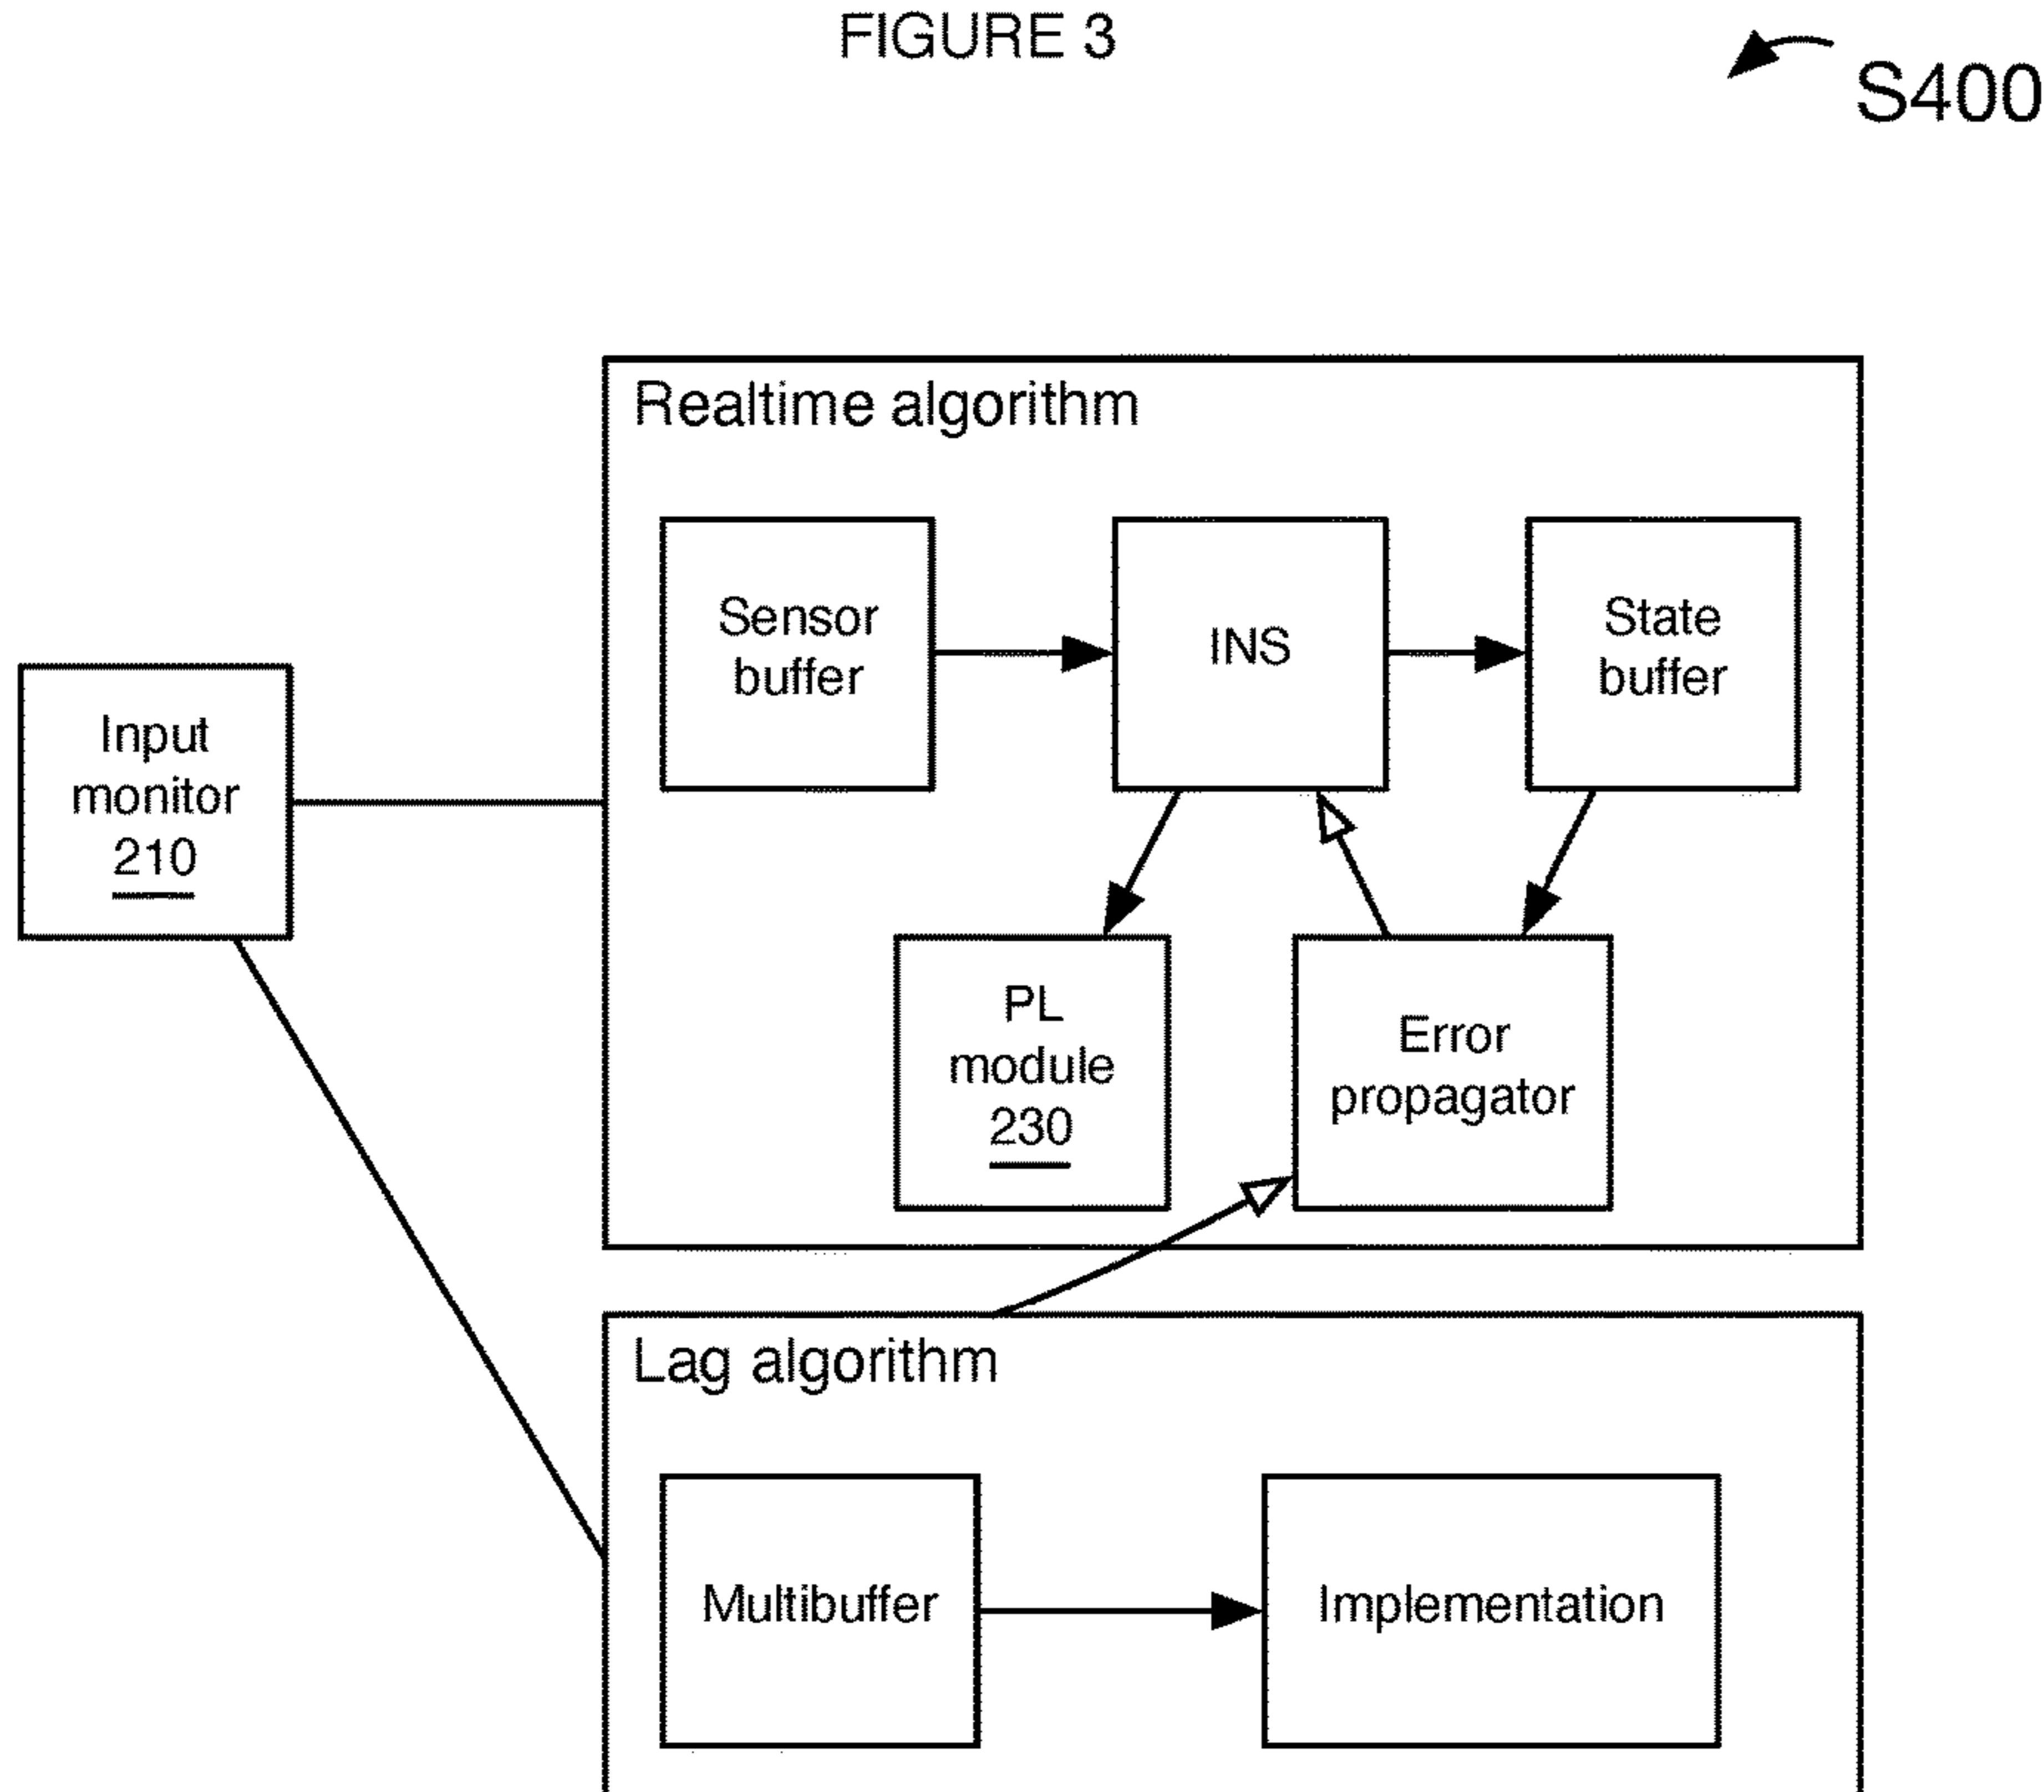 FIGURE 3
S400
Realtime algorithm
Sensor
buffer
INS
State
buffer
Input
monitor
210
PL
module
230
Error
propagator
Lag algorithm
Multibuffer
Implementation